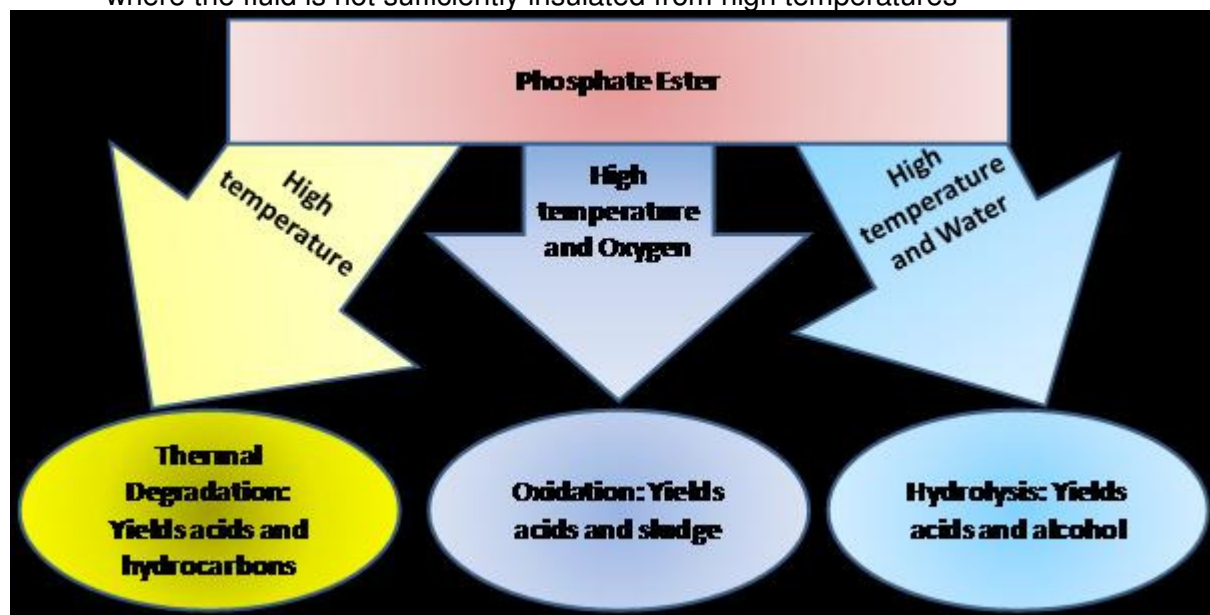 where the fluid is not sufficiently insulated from high temperatures
Phosphate Ester
High
temperature
High
temperature
and Oxygen
High
temperature
and Water
Thermal
Degradation:
Yields acids and
hydrocarbons
Oxidation: Yields
acids and sludge
Hydrolysis: Yields
acids and alcohol